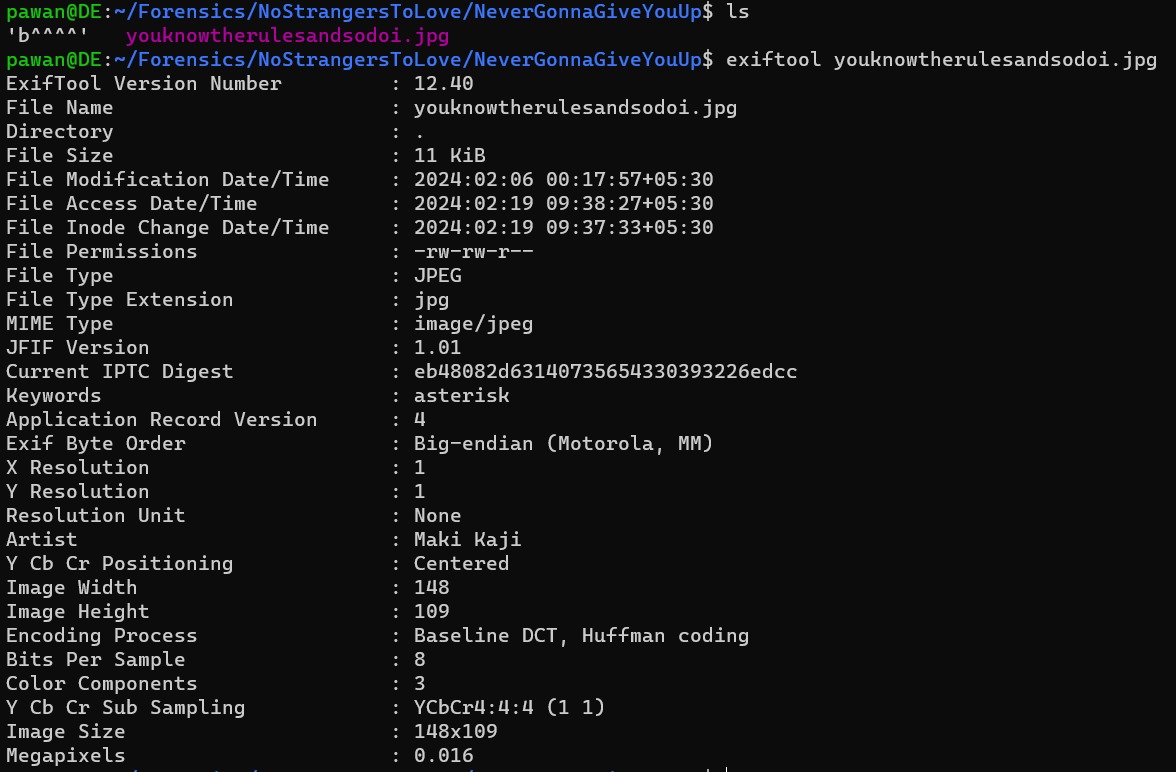 pawan@DE:~/Forensics/NoStrangersToLove/NeverGonnaGiveYouUp$ ls
'b^^^^'   youknowtherulesandsodoi.jpg
pawan@DE:~/Forensics/NoStrangersToLove/NeverGonnaGiveYouUp$ exiftool youknowtherulesandsodoi.jpg
ExifTool Version Number         : 12.40
File Name                       : youknowtherulesandsodoi.jpg
Directory                       : .
File Size                       : 11 KiB
File Modification Date/Time     : 2024:02:06 00:17:57+05:30
File Access Date/Time           : 2024:02:19 09:38:27+05:30
File Inode Change Date/Time     : 2024:02:19 09:37:33+05:30
File Permissions                : -rw-rw-r--
File Type                       : JPEG
File Type Extension             : jpg
MIME Type                       : image/jpeg
JFIF Version                    : 1.01
Current IPTC Digest             : eb48082d63140735654330393226edcc
Keywords                        : asterisk
Application Record Version      : 4
Exif Byte Order                 : Big-endian (Motorola, MM)
X Resolution                    : 1
Y Resolution                    : 1
Resolution Unit                 : None
Artist                          : Maki Kaji
Y Cb Cr Positioning             : Centered
Image Width                     : 148
Image Height                    : 109
Encoding Process                : Baseline DCT, Huffman coding
Bits Per Sample                 : 8
Color Components                : 3
Y Cb Cr Sub Sampling            : YCbCr4:4:4 (1 1)
Image Size                      : 148x109
Megapixels                      : 0.016